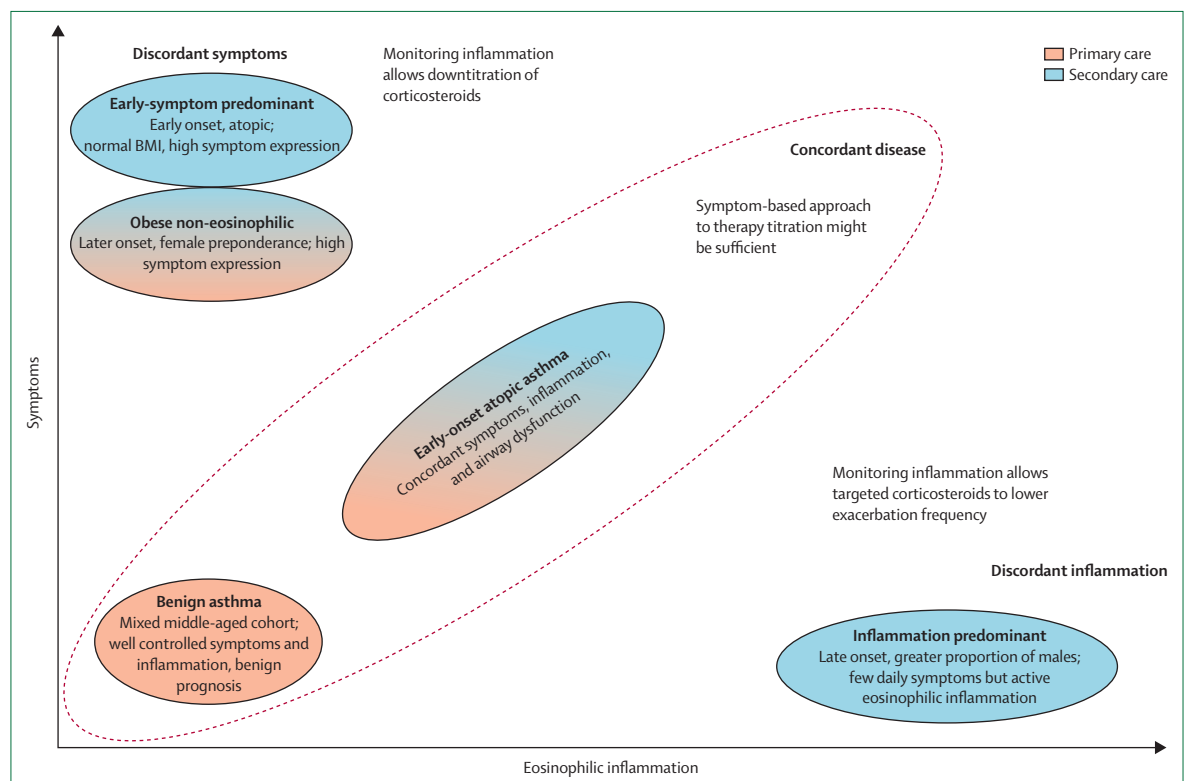 Discordant symptoms
Early-symptom predominant
Early onset, atopic;
normal BMI, high symptom expression
Obese non-eosinophilic
Later onset, female preponderance; high
symptom expression
Monitoring inflammation
allows downtitration of
corticosteroids
Primary care
Secondary care
Concordant disease
Symptom-based approach
to therapy titration might
be sufficient
Early-onset atopic asthma
Concordant symptoms, inflammation,
and airway dysfunction
Symptoms
Monitoring inflammation allows
targeted corticosteroids to lower
exacerbation frequency
Discordant inflammation
Benign asthma
Mixed middle-aged cohort;
well controlled symptoms and
inflammation, benign
prognosis
Inflammation predominant
Late onset, greater proportion of males;
few daily symptoms but active
eosinophilic inflammation
Eosinophilic inflammation